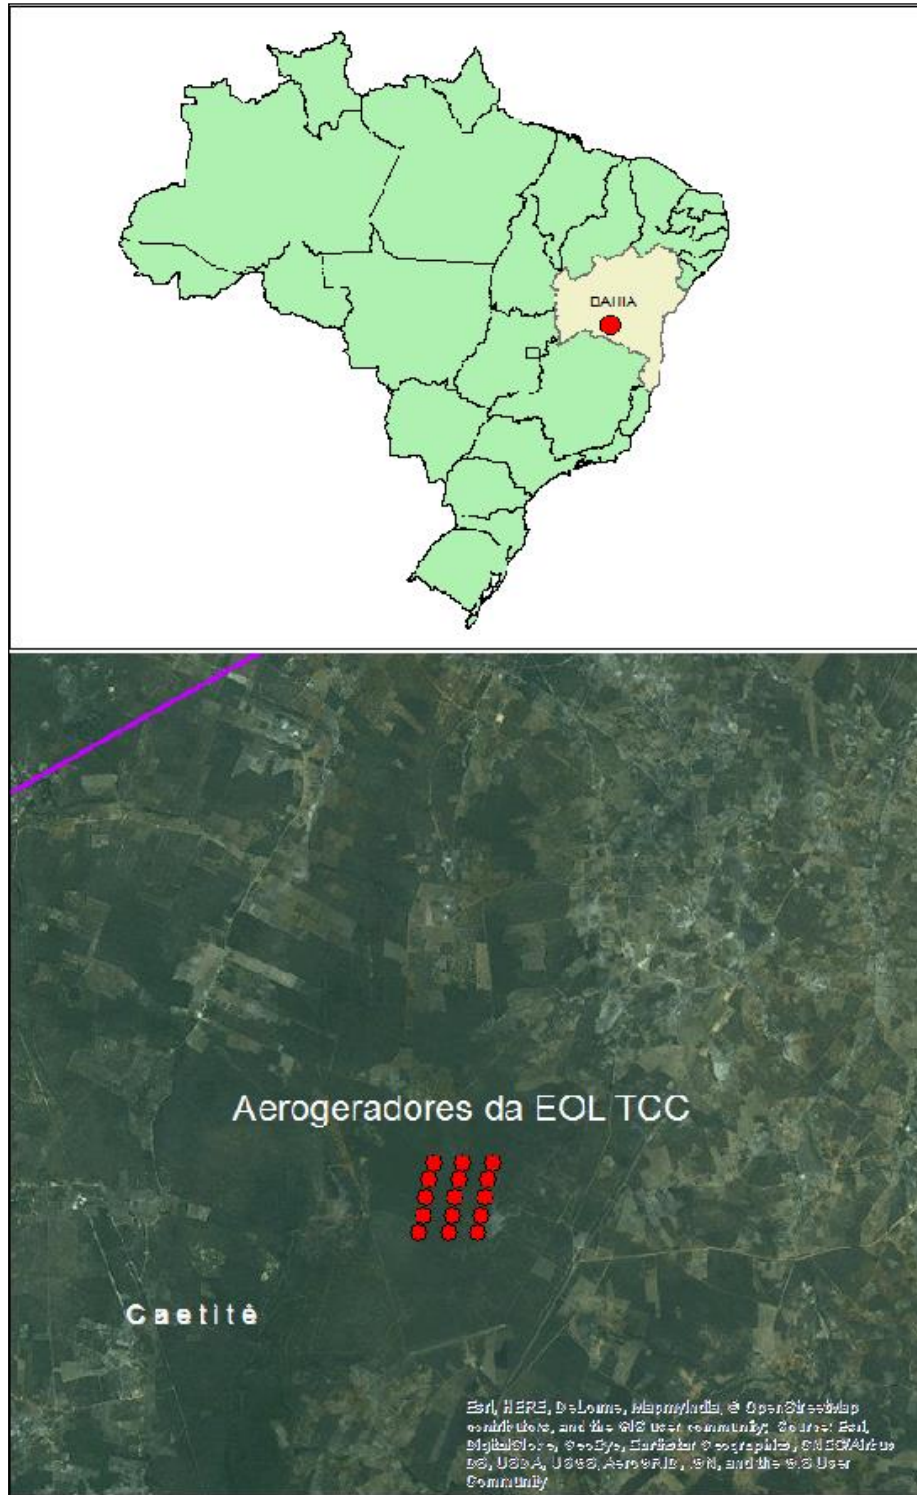 BAHIA
Aerogeradores da EOL TCC
Caetitê
Esri, HERE, DeLorme, MapmyIndia, © OpenStreetMap
contributors, and the GIS user community; Source: Esri,
DigitalGlobe, GeoEye, Earthstar Geographics, CNES/Airbus
DS, USDA, USGS, AeroGRID, IGN, and the GIS User
Community